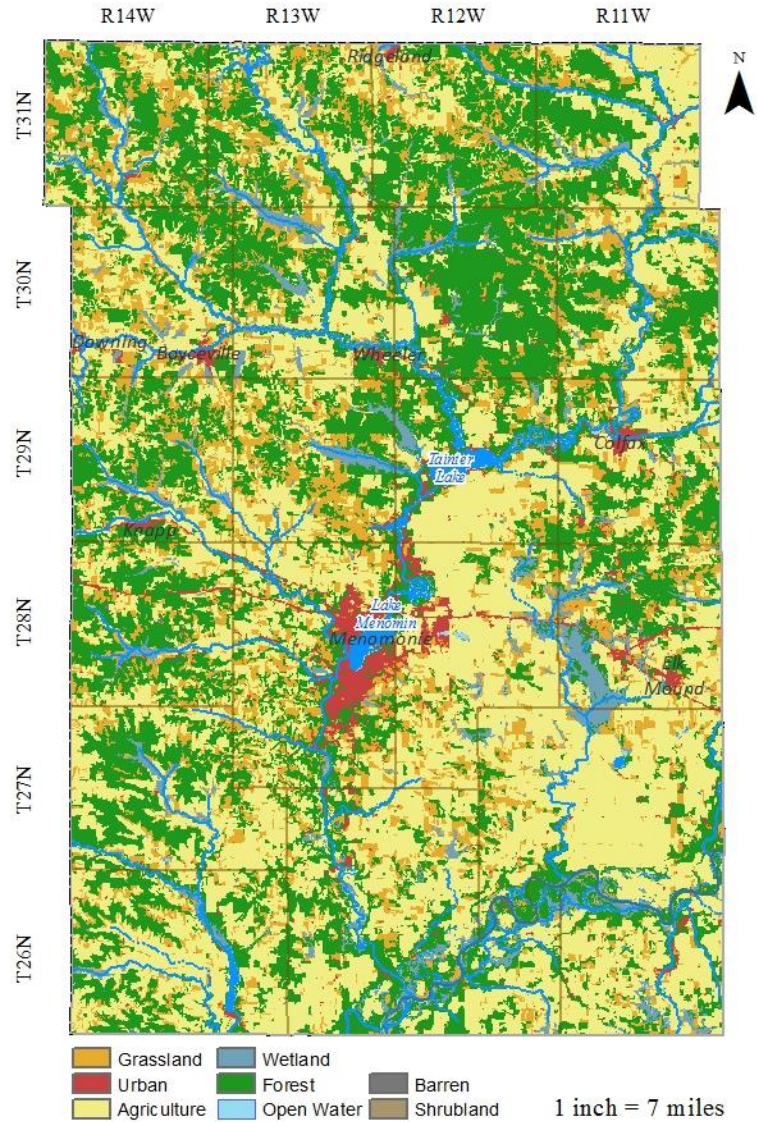 R14W R13W R12W R11W
N
T31N
T30N
T29N
T28N
T27N
T26N
Ridgeland
Downing
Boyceville
Wheeler
Colfax
Tainter
Lake
Knapp
Lake
Menomin
Menomonie
Elk
Mound
Grassland
Urban
Agriculture
Wetland
Forest
Open Water
Barren
Shrubland
1 inch = 7 miles